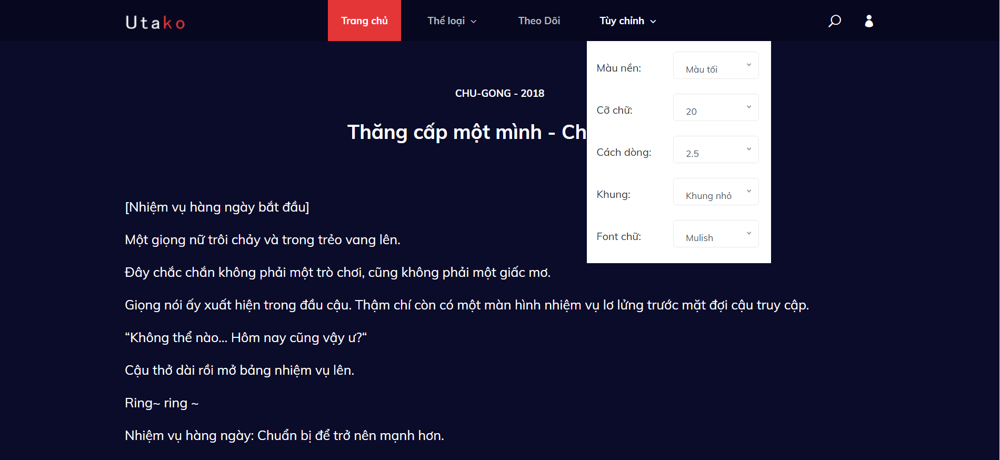 Utako
Trang chủ
Thể loại
Theo Dõi
Tùy chỉnh
Màu nền:
Màu tối
Cỡ chữ:
20
Cách dòng:
2.5
Khung:
Khung nhỏ
Font chữ:
Mulish
CHU-GONG - 2018
Thăng cấp một mình - Ch
[Nhiệm vụ hàng ngày bắt đầu]
Một giọng nữ trôi chảy và trong trẻo vang lên.
Đây chắc chắn không phải một trò chơi, cũng không phải một giấc mơ.
Giọng nói ấy xuất hiện trong đầu cậu. Thậm chí còn có một màn hình nhiệm vụ lơ lửng trước mặt đợi cậu truy cập.
“Không thể nào... Hôm nay cũng vậy ư?“
Cậu thở dài rồi mở bảng nhiệm vụ lên.
Ring~ ring ~
Nhiệm vụ hàng ngày: Chuẩn bị để trở nên mạnh hơn.